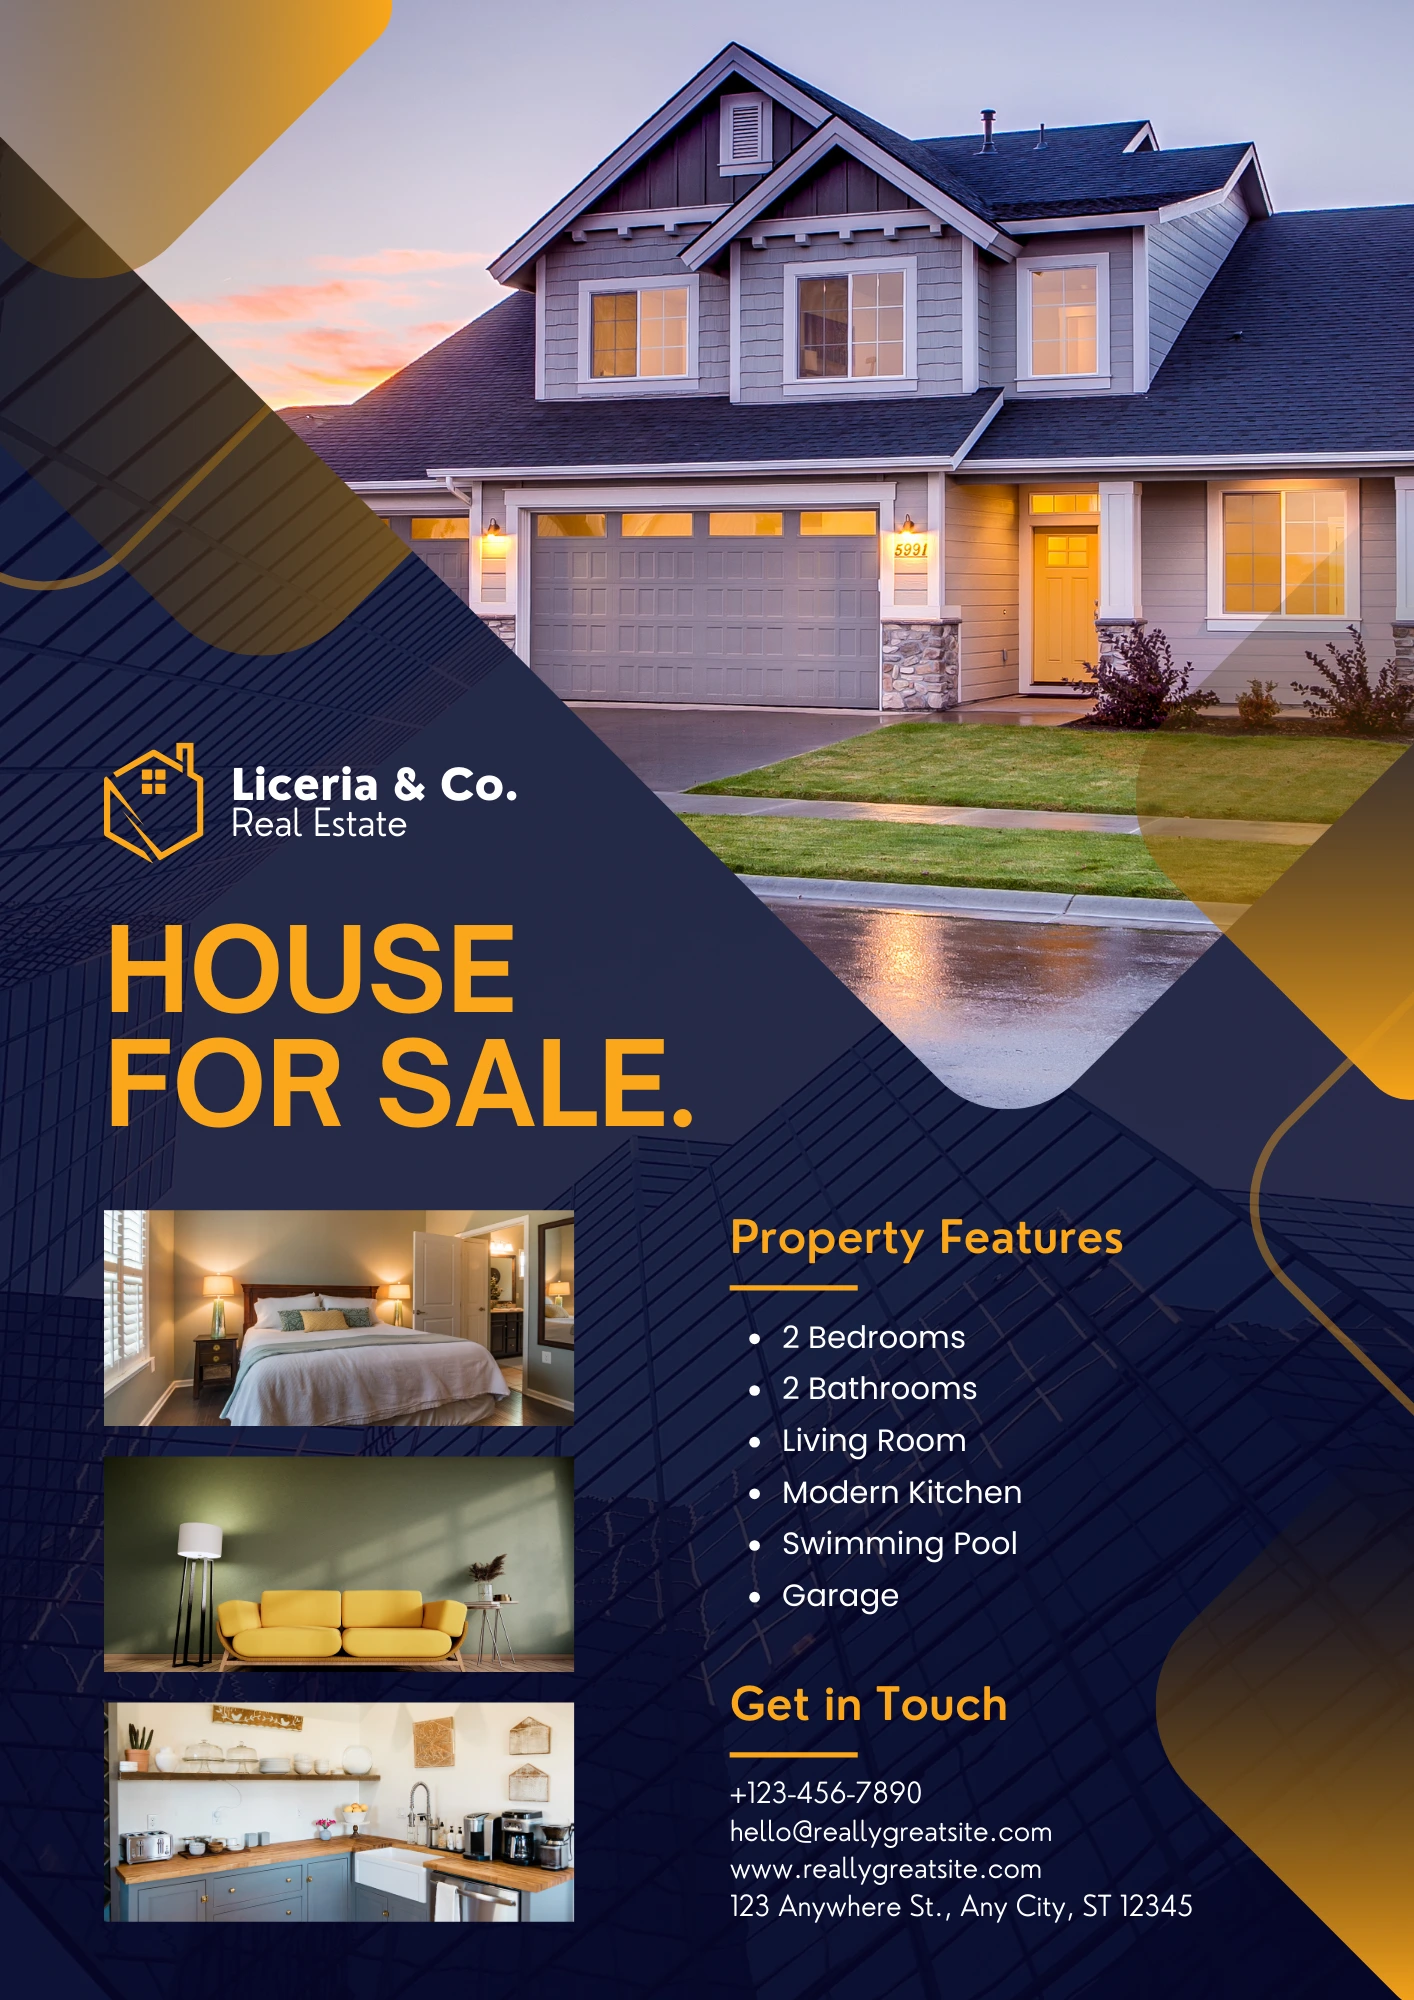 5991
Liceria & Co.
Real Estate
HOUSE
FOR SALE.
Property Features
• 2 Bedrooms
• 2 Bathrooms
• Living Room
• Modern Kitchen
• Swimming Pool
• Garage
Get in Touch
+123-456-7890
hello@reallygreatsite.com
www.reallygreatsite.com
123 Anywhere St., Any City, ST 12345